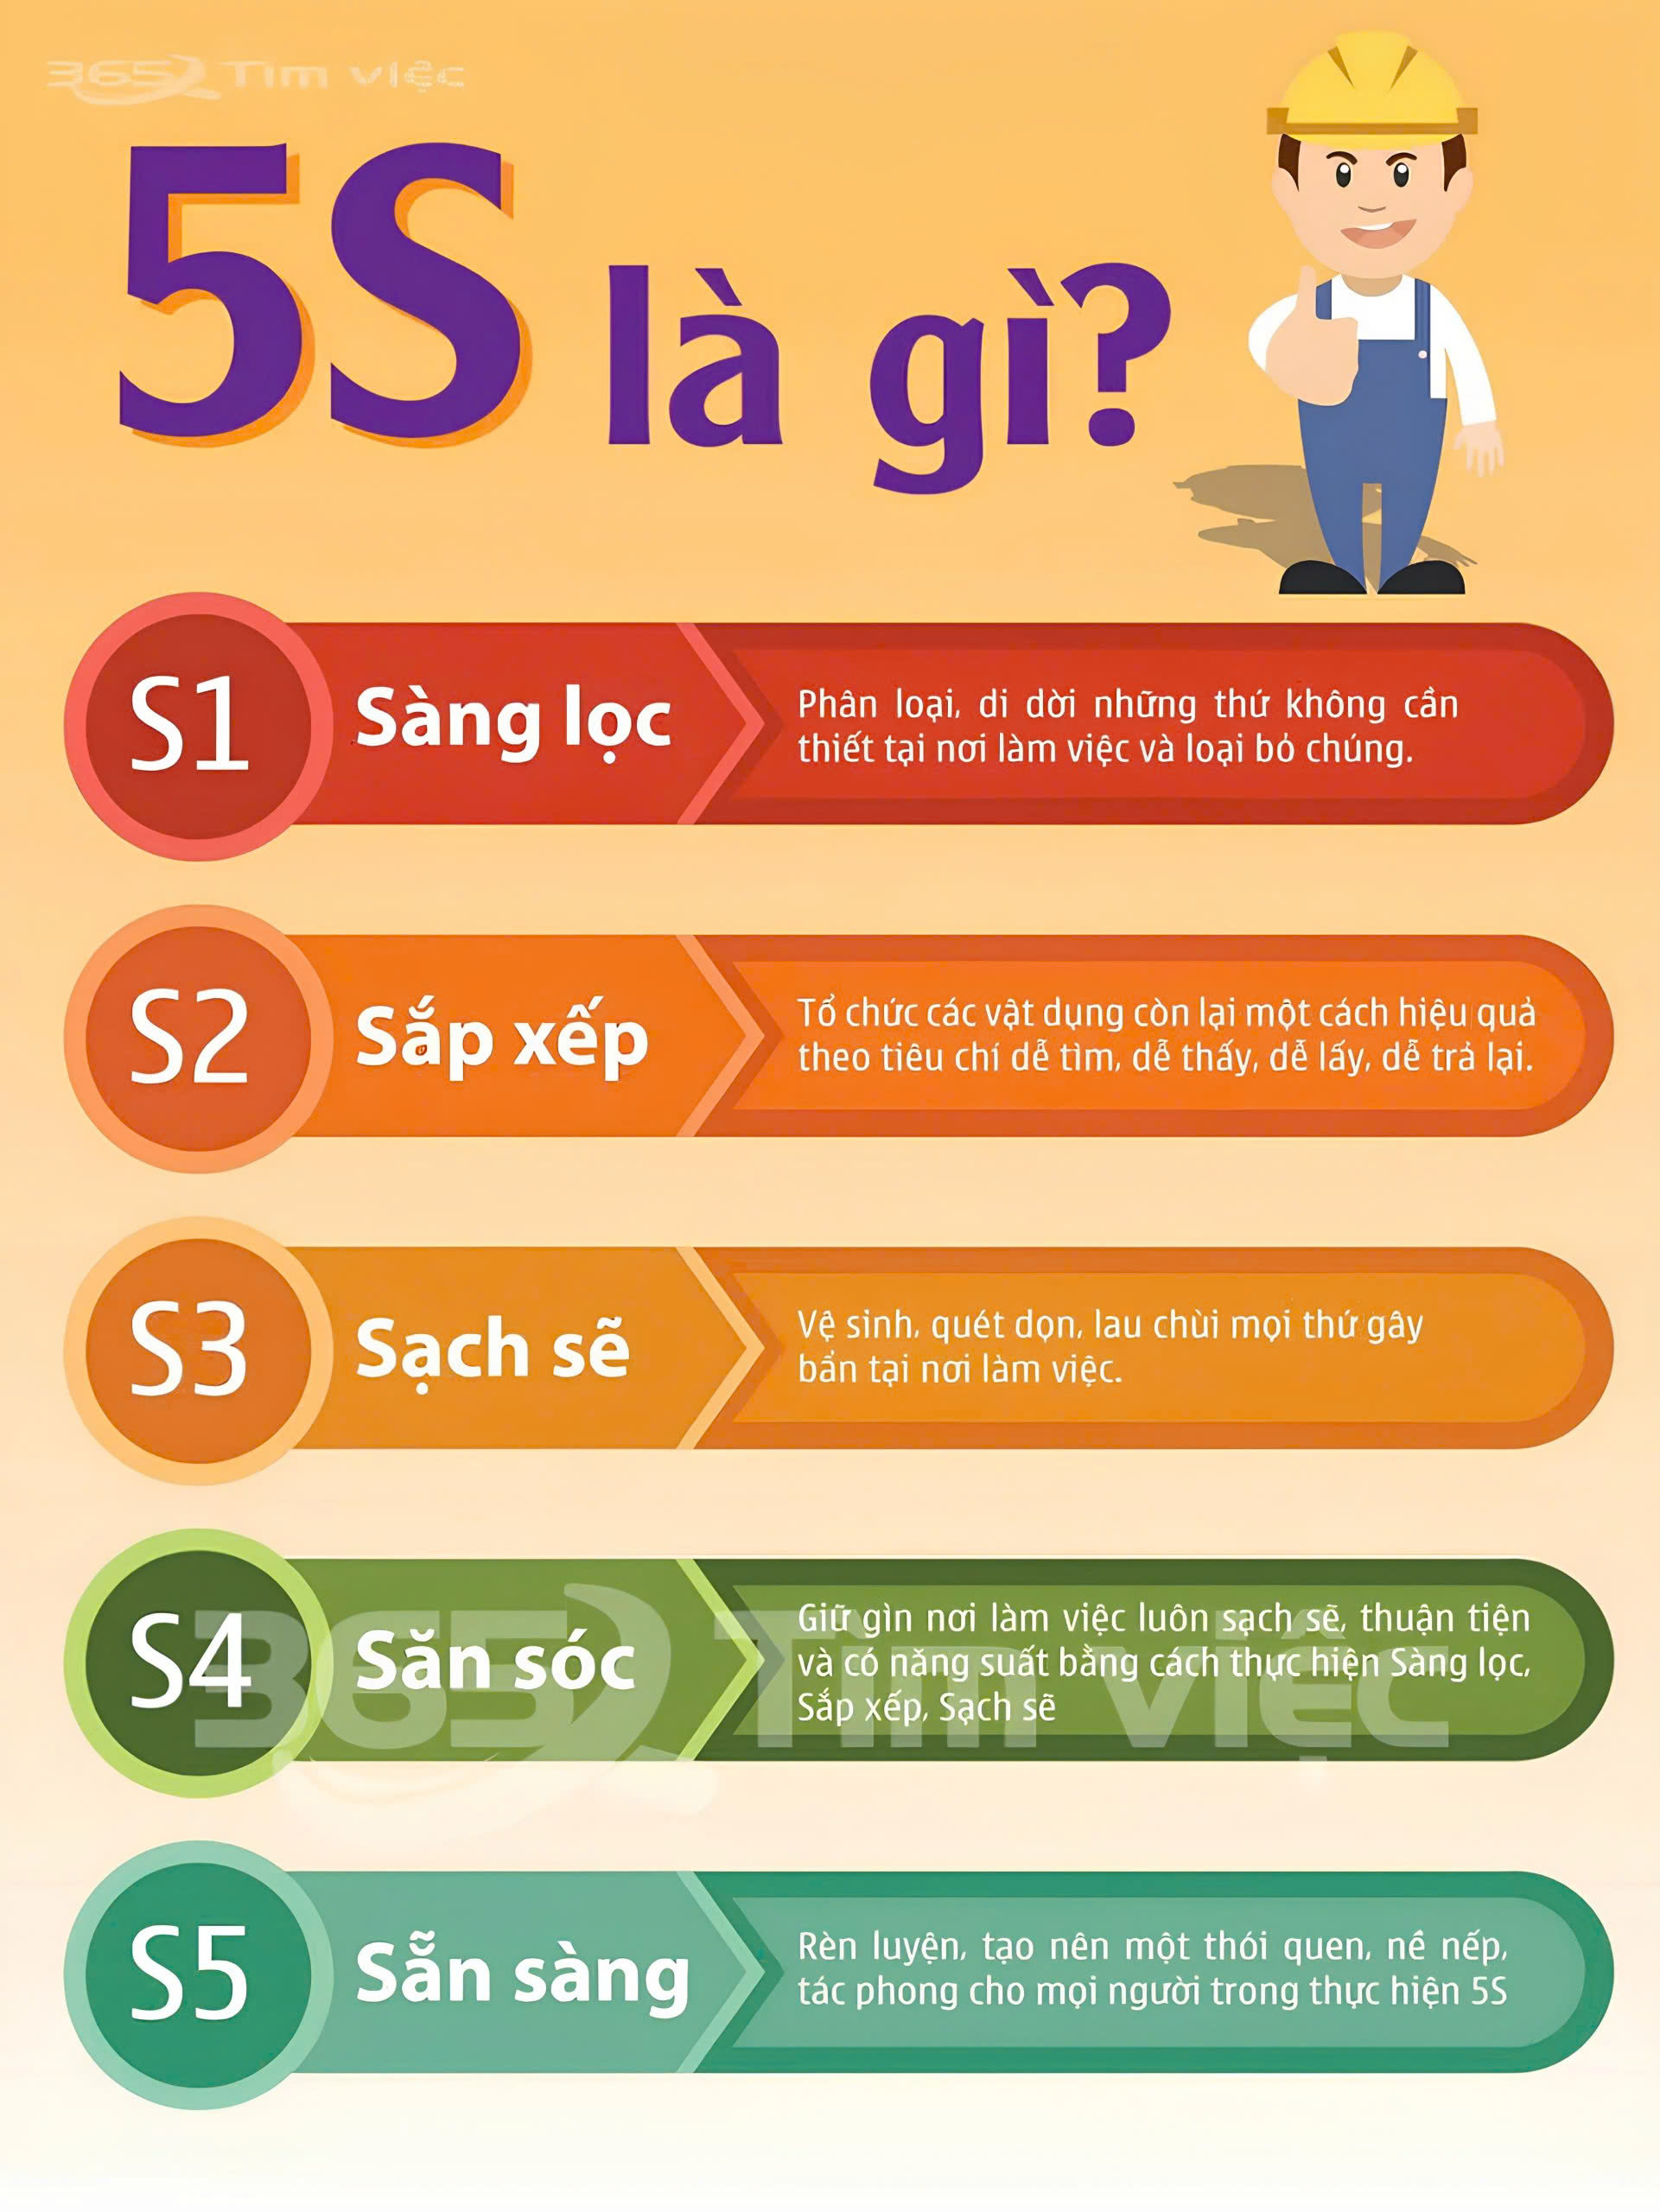 365 Tìm việc
5S là gì?
S1
Sàng lọc
Phân loại, di dời những thứ không cần
thiết tại nơi làm việc và loại bỏ chúng.
S2
Sắp xếp
Tổ chức các vật dụng còn lại một cách hiệu quả
theo tiêu chí dễ tìm, dễ thấy, dễ lấy, dễ trả lại.
S3
Sạch sẽ
Vệ sinh, quét dọn, lau chùi mọi thứ gây
bẩn tại nơi làm việc.
S4
Săn sóc
Giữ gìn nơi làm việc luôn sạch sẽ, thuận tiện
và có năng suất bằng cách thực hiện Sàng lọc,
Sắp xếp, Sạch sẽ
365 Tìm việc
S5
Sẵn sàng
Rèn luyện, tạo nên một thói quen, nề nếp,
tác phong cho mọi người trong thực hiện 5S